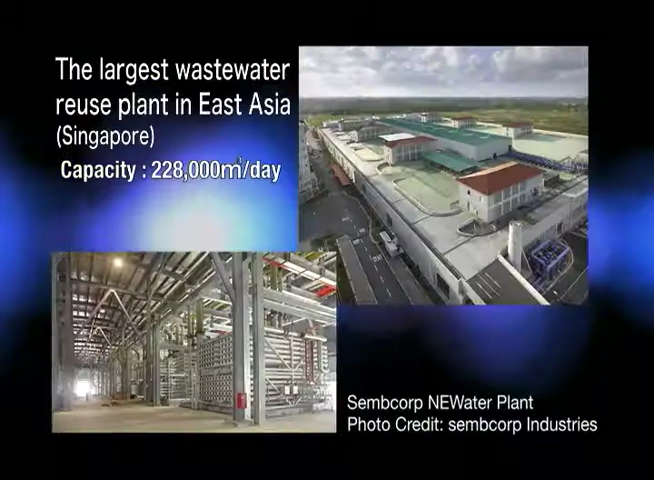 The largest wastewater
reuse plant in East Asia
(Singapore)
Capacity : 228,000㎥/day
Sembcorp NEWater Plant
Photo Credit: sembcorp Industries